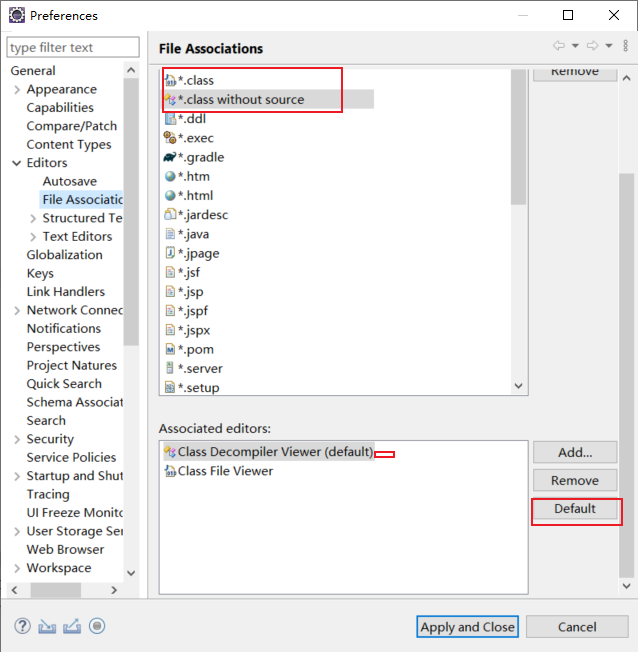 Preferences
type filter text
General
Appearance
Capabilities
Compare/Patch
Content Types
Editors
Autosave
File Associatic
Structured Te
Text Editors
Globalization
Keys
Link Handlers
Network Connec
Notifications
Perspectives
Project Natures
Quick Search
Schema Associat
Search
Security
Service Policies
Startup and Shut
Tracing
UI Freeze Monito
User Storage Ser
Web Browser
Workspace
File Associations
*.class
*.class without source
*.ddl
*.exec
*.gradle
*.htm
*.html
*.jardesc
*.java
*.jpage
*.jsf
*.jsp
*.jspf
*.jspx
*.pom
*.server
*.setup
Remove
Associated editors:
Class Decompiler Viewer (default)
Class File Viewer
Add...
Remove
Default
Apply and Close
Cancel